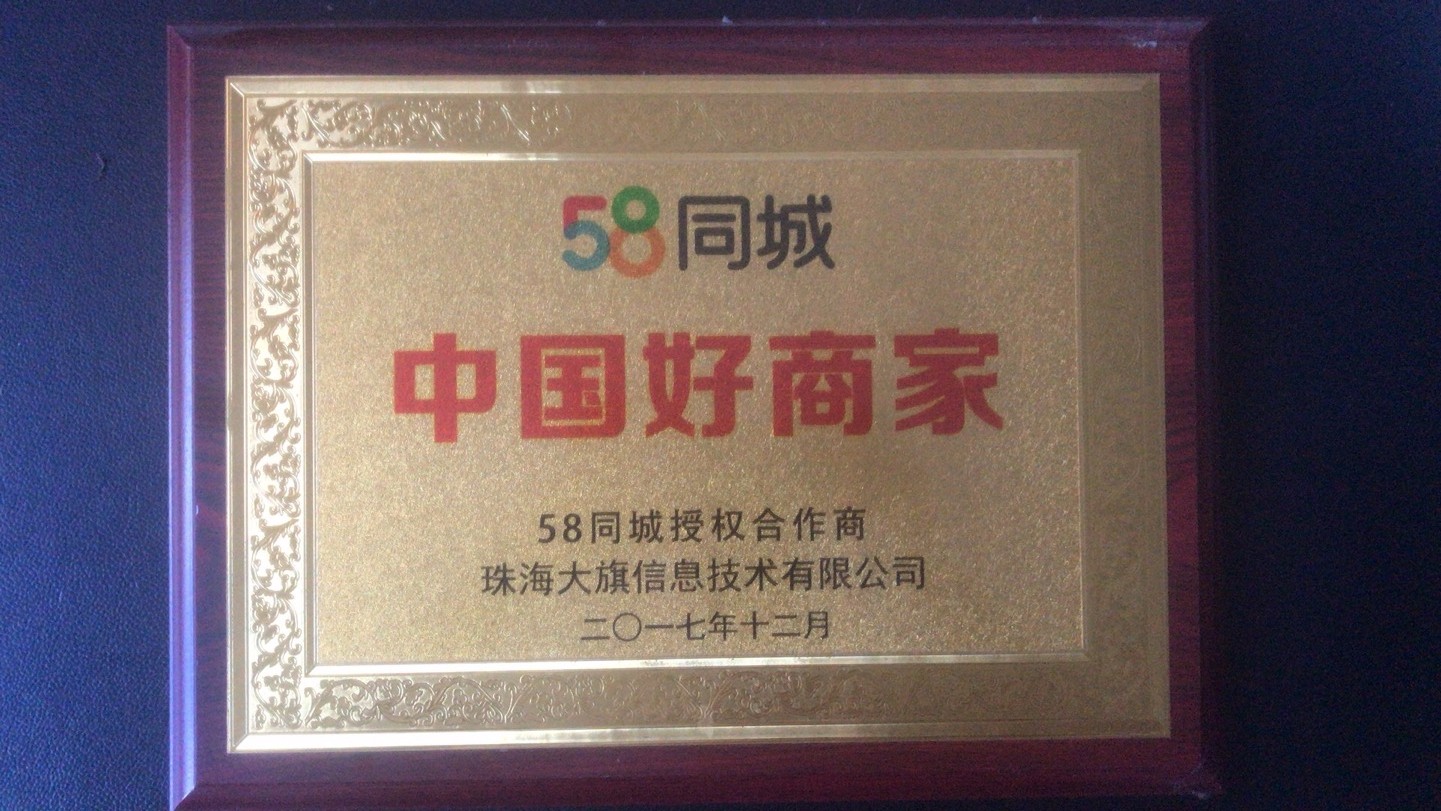 58同城
中国好商家
58同城授权合作商
珠海大旗信息技术有限公司
二〇一七年十二月